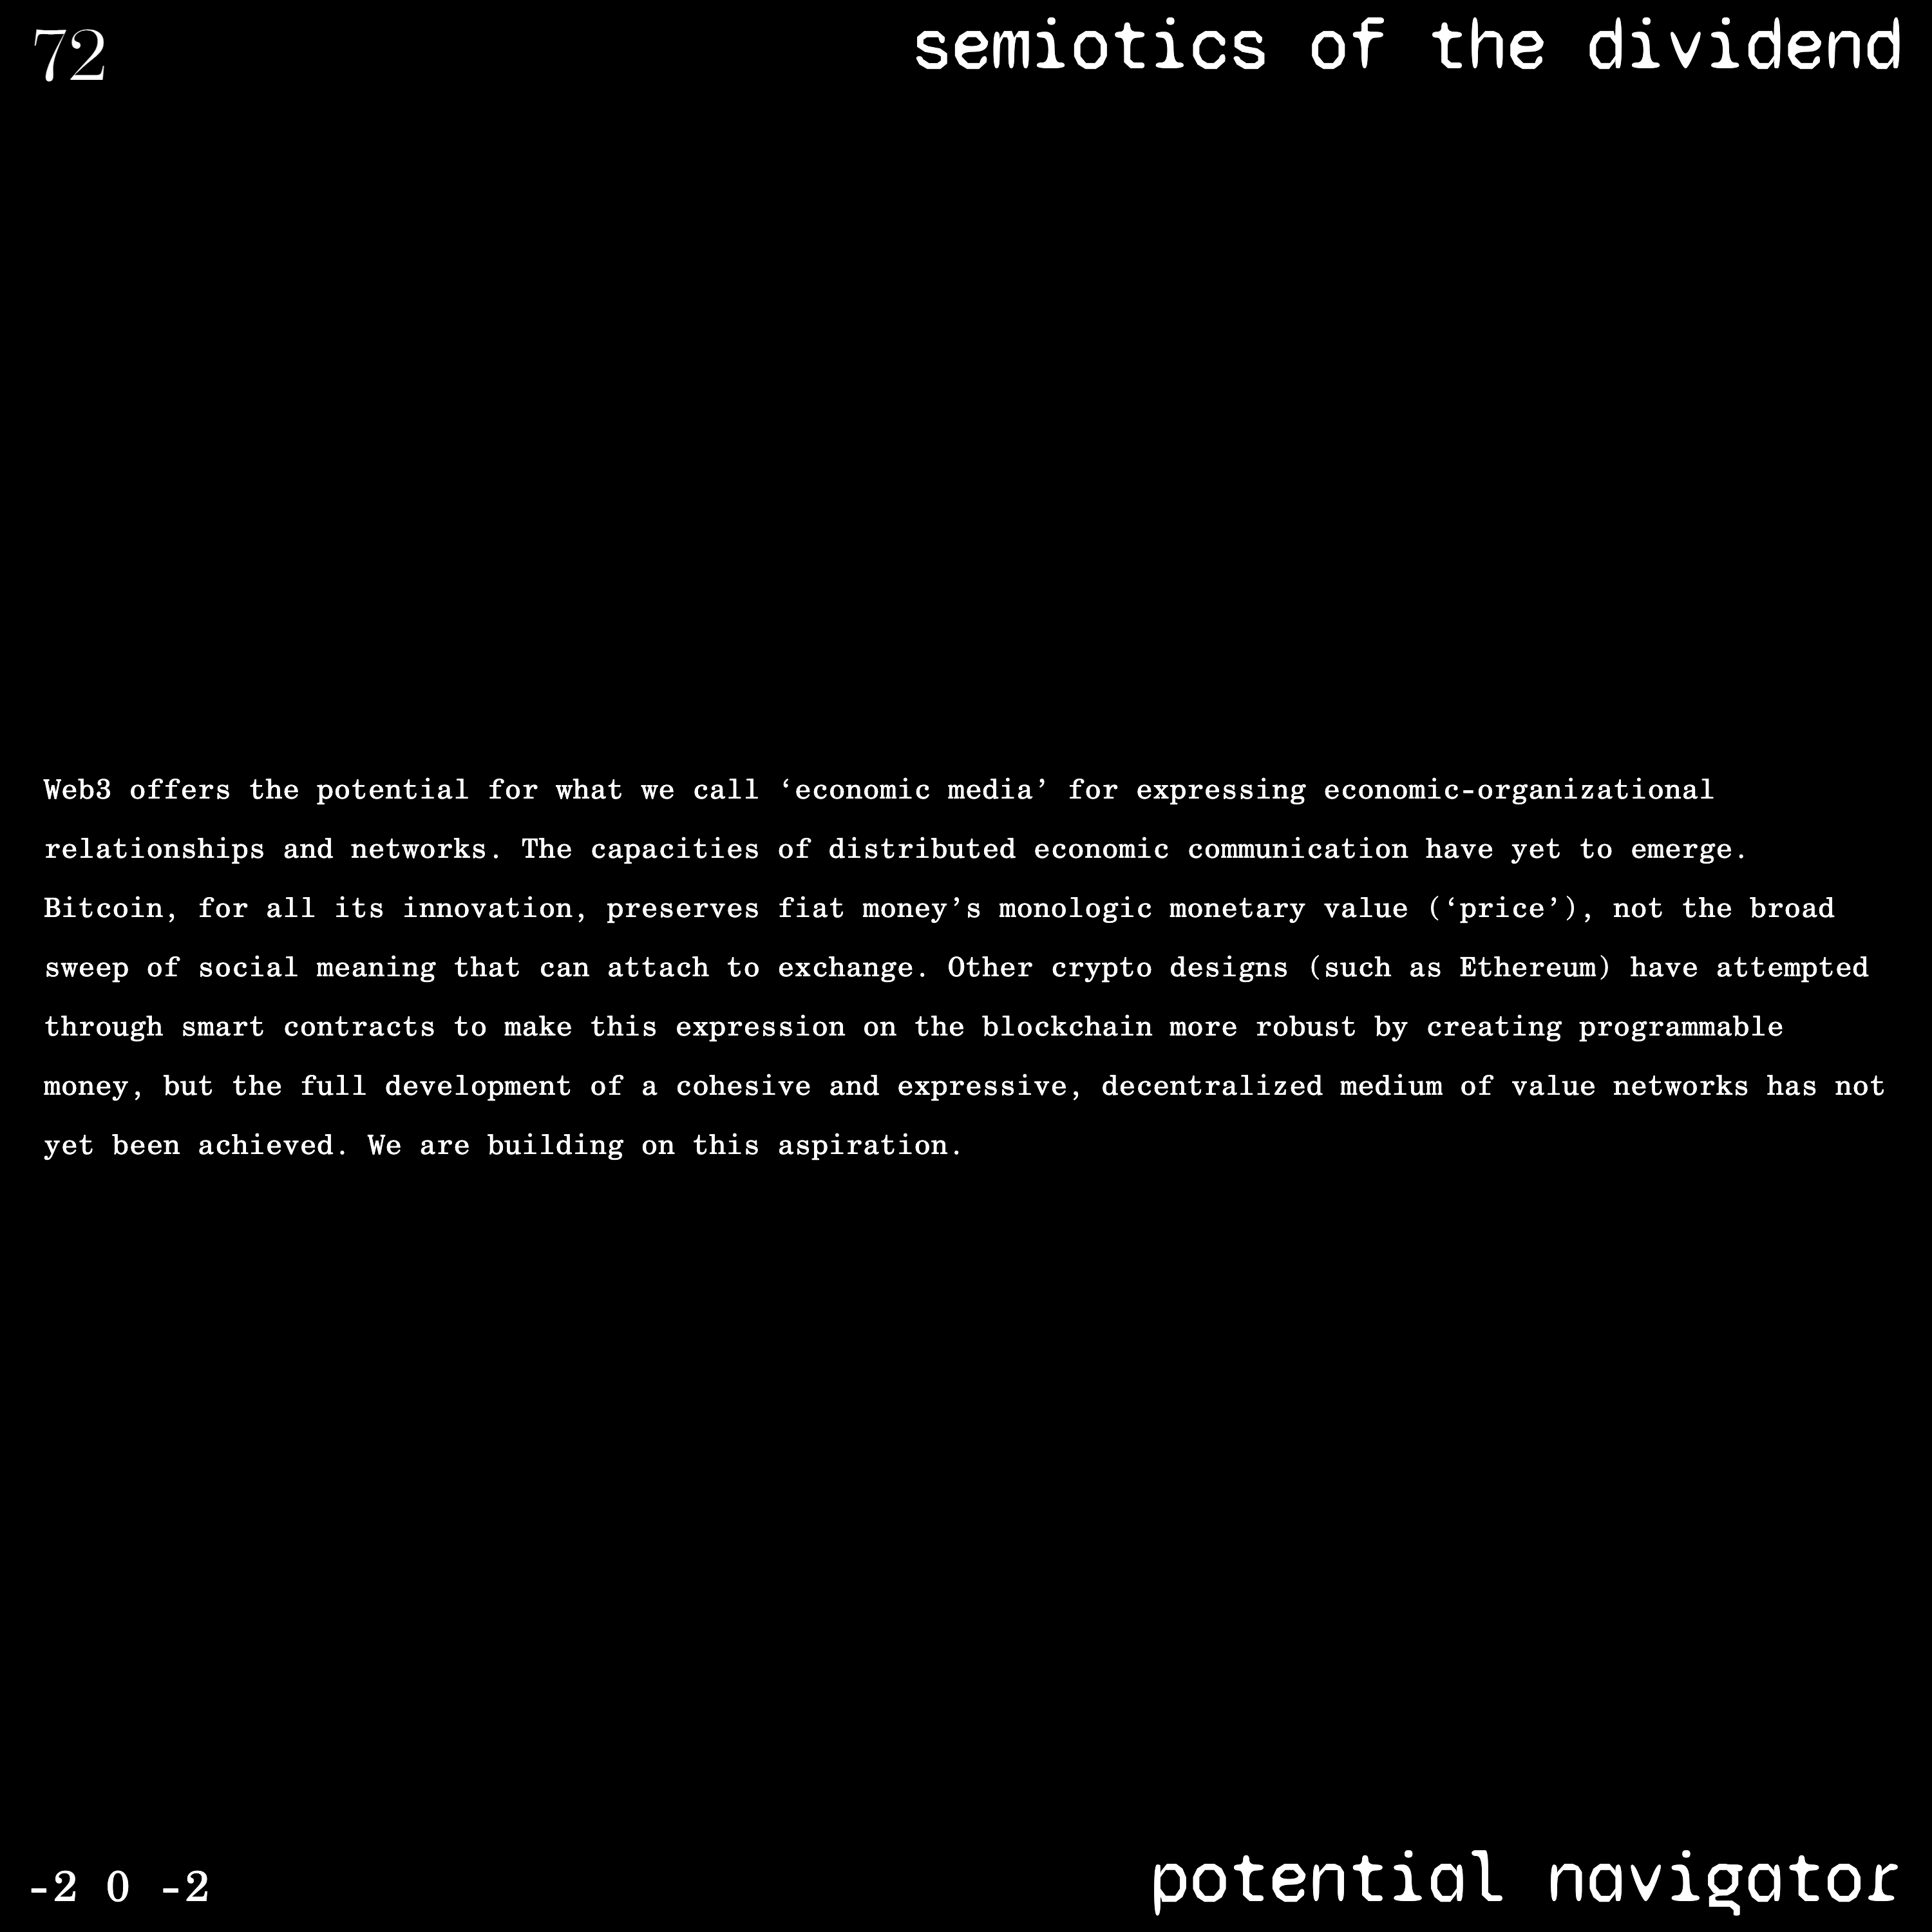 72
semiotics of the dividend
Web3 offers the potential for what we call ‘economic media’ for expressing economic-organizational
relationships and networks. The capacities of distributed economic communication have yet to emerge.
Bitcoin, for all its innovation, preserves fiat money’s monologic monetary value (‘price’), not the broad
sweep of social meaning that can attach to exchange. Other crypto designs (such as Ethereum) have attempted
through smart contracts to make this expression on the blockchain more robust by creating programmable
money, but the full development of a cohesive and expressive, decentralized medium of value networks has not
yet been achieved. We are building on this aspiration.
-2 0 -2
potential navigator